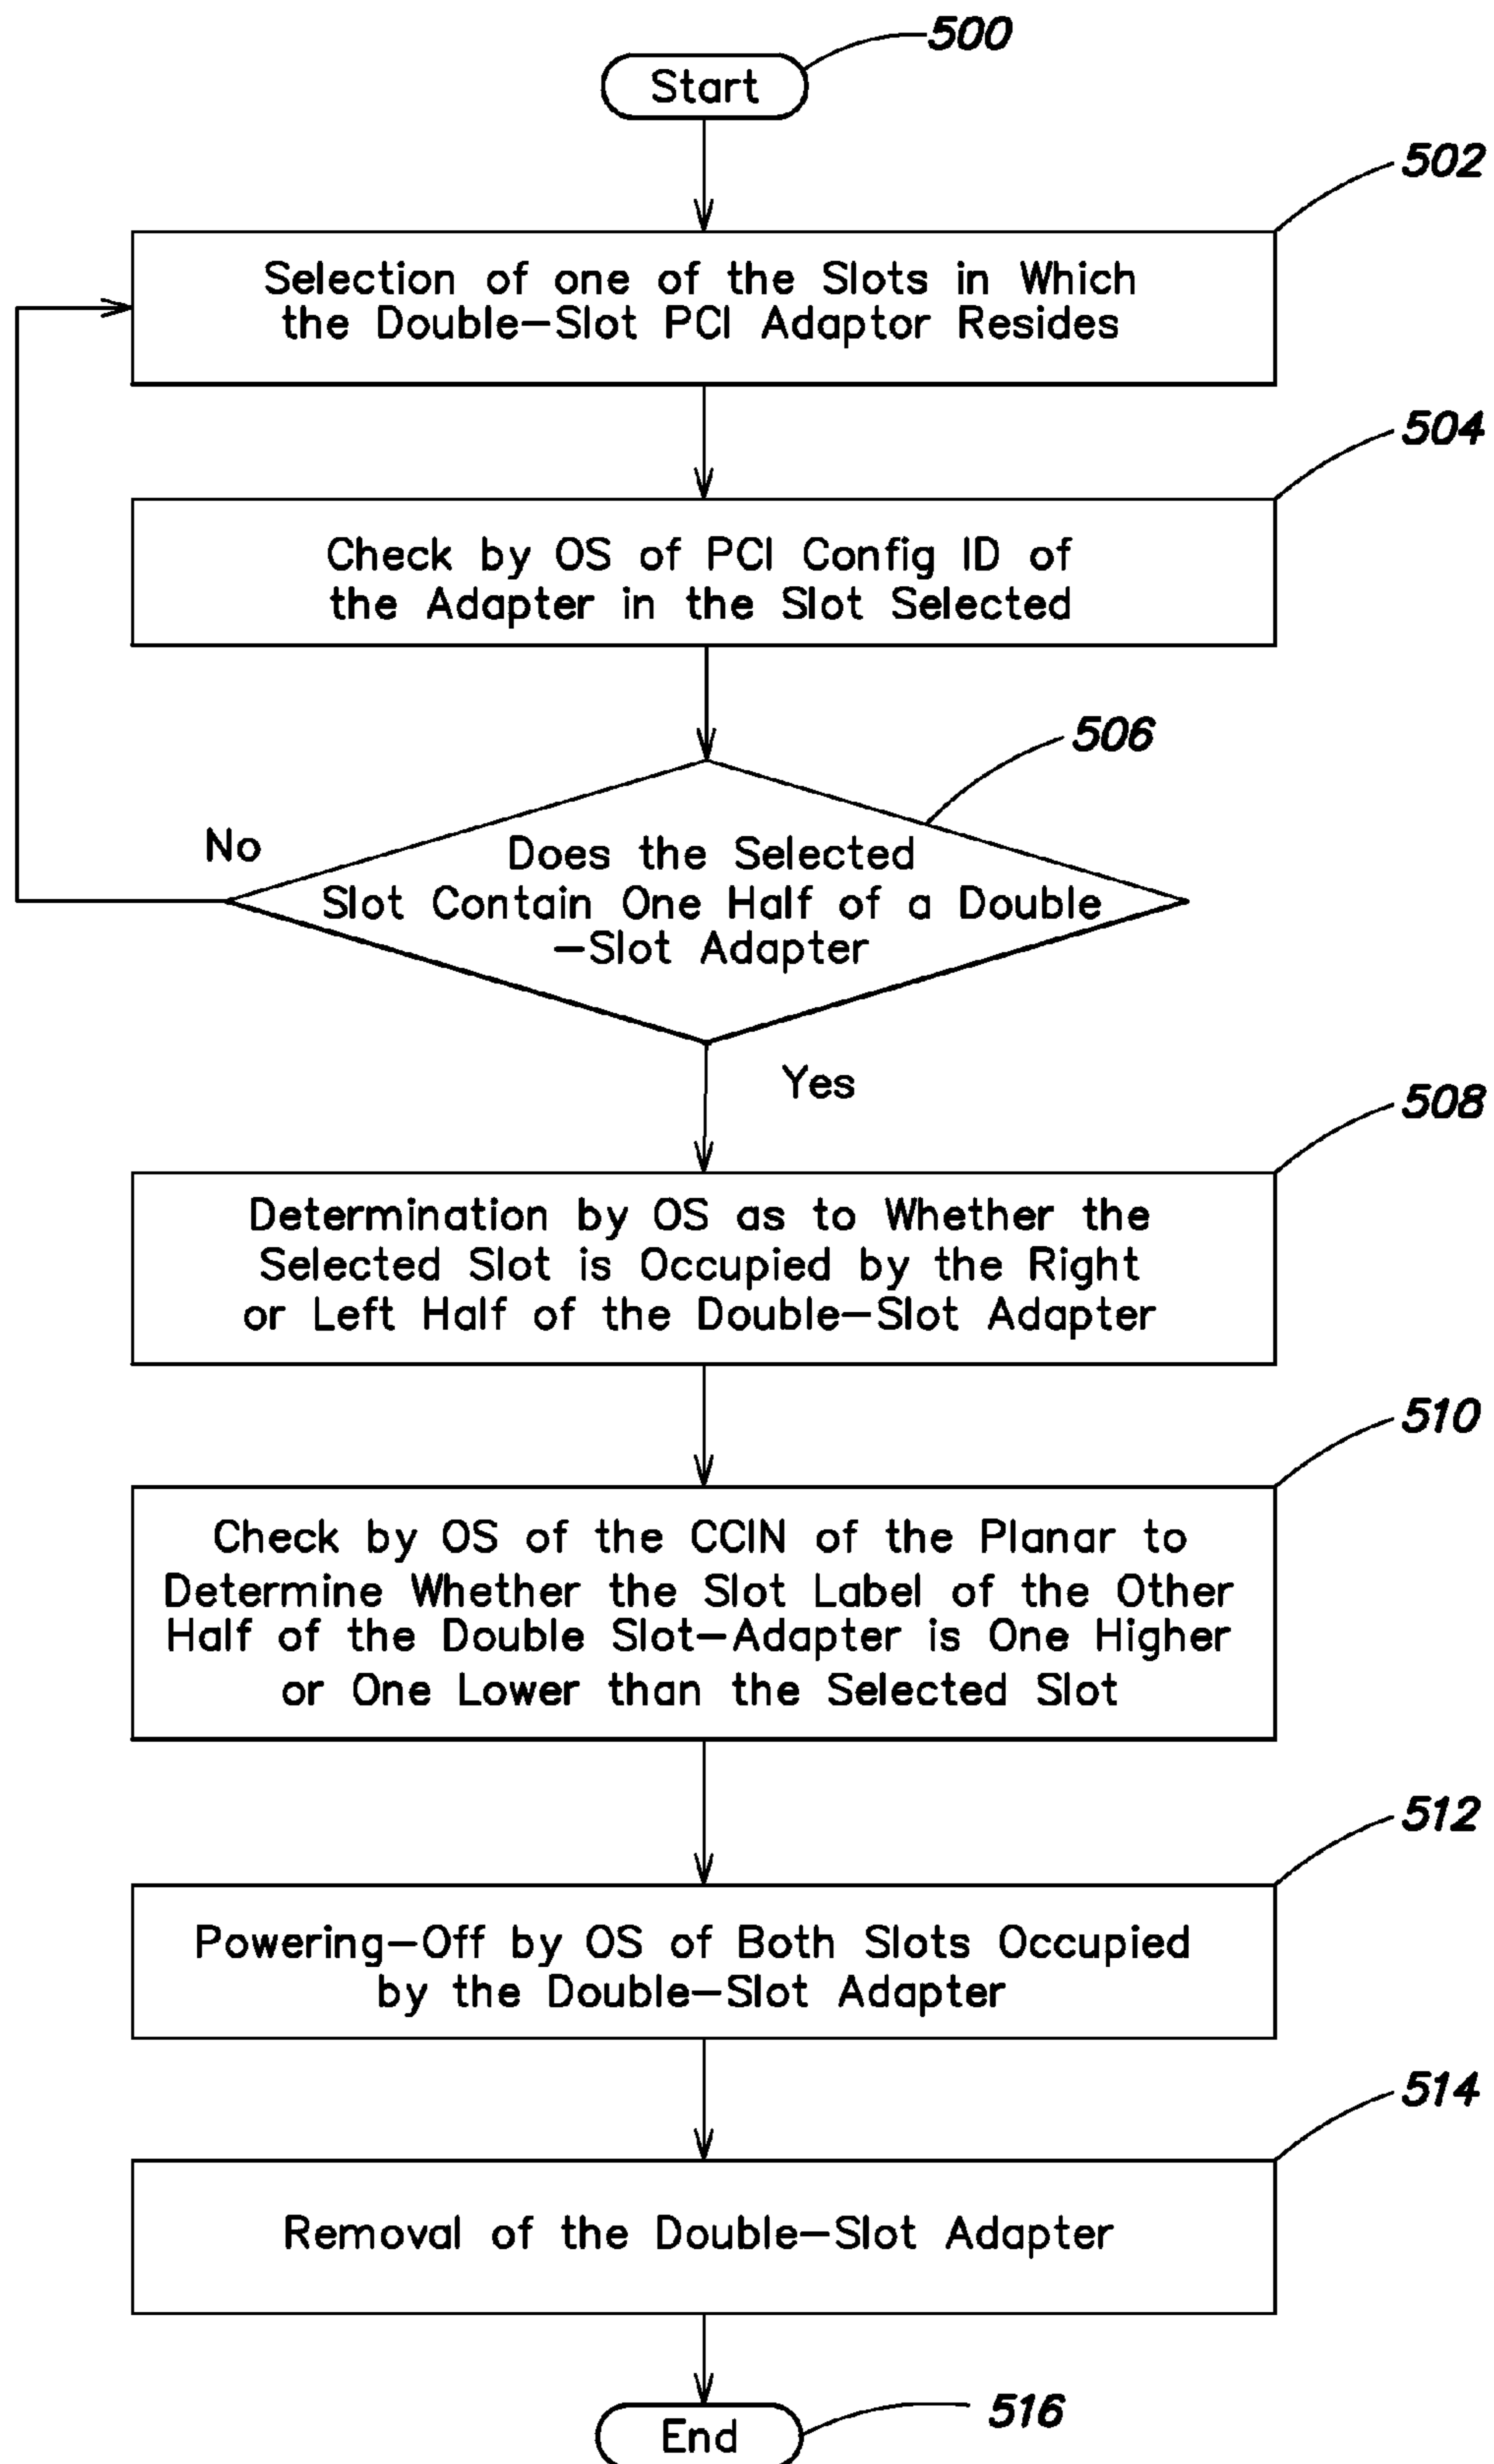 500
Start
502
Selection of one of the Slots in Which
the Double-Slot PCI Adaptor Resides
504
Check by OS of PCI Config ID of
the Adapter in the Slot Selected
506
No
Does the Selected
Slot Contain One Half of a Double
-Slot Adapter
Yes
508
Determination by OS as to Whether the
Selected Slot is Occupied by the Right
or Left Half of the Double-Slot Adapter
510
Check by OS of the CCIN of the Planar to
Determine Whether the Slot Label of the Other
Half of the Double Slot-Adapter is One Higher
or One Lower than the Selected Slot
512
Powering-Off by OS of Both Slots Occupied
by the Double-Slot Adapter
514
Removal of the Double-Slot Adapter
516
End